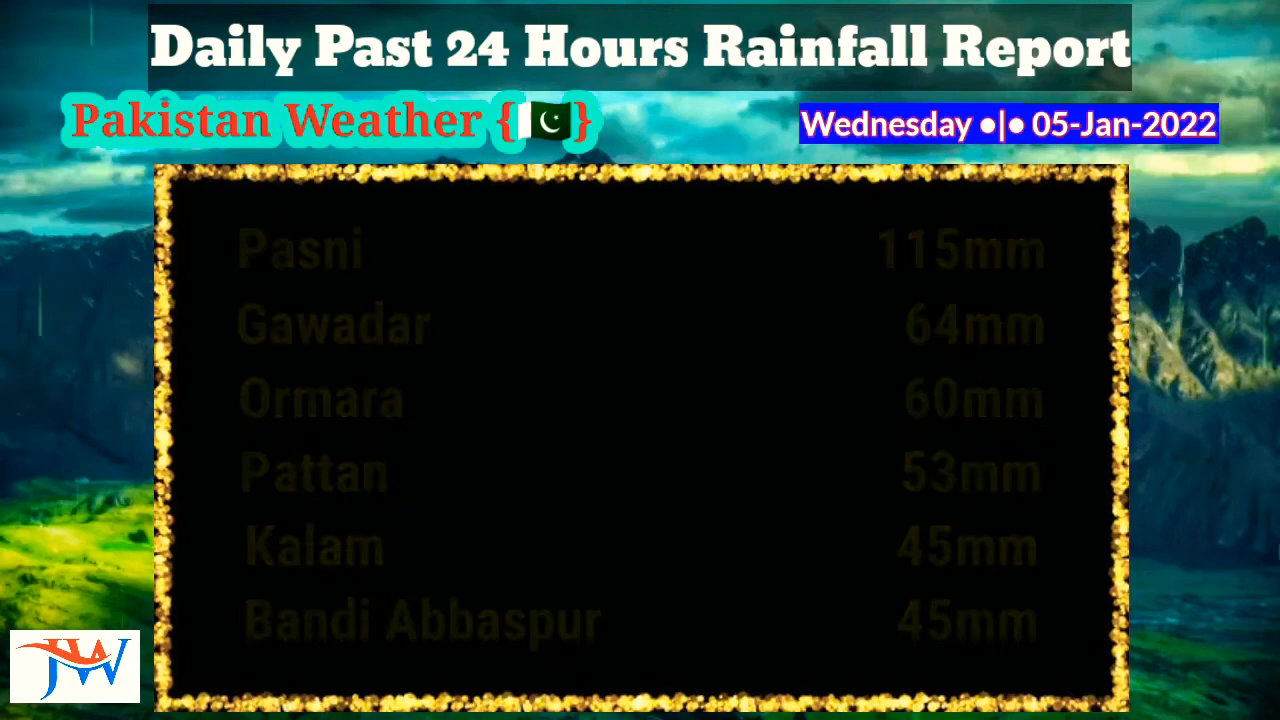 Daily Past 24 Hours Rainfall Report
Pakistan Weather {🇵🇰}
Wednesday •|• 05-Jan-2022
Pasni 115mm
Gawadar 64mm
Ormara 60mm
Pattan 53mm
Kalam 45mm
Bandi Abbaspur 45mm
JW